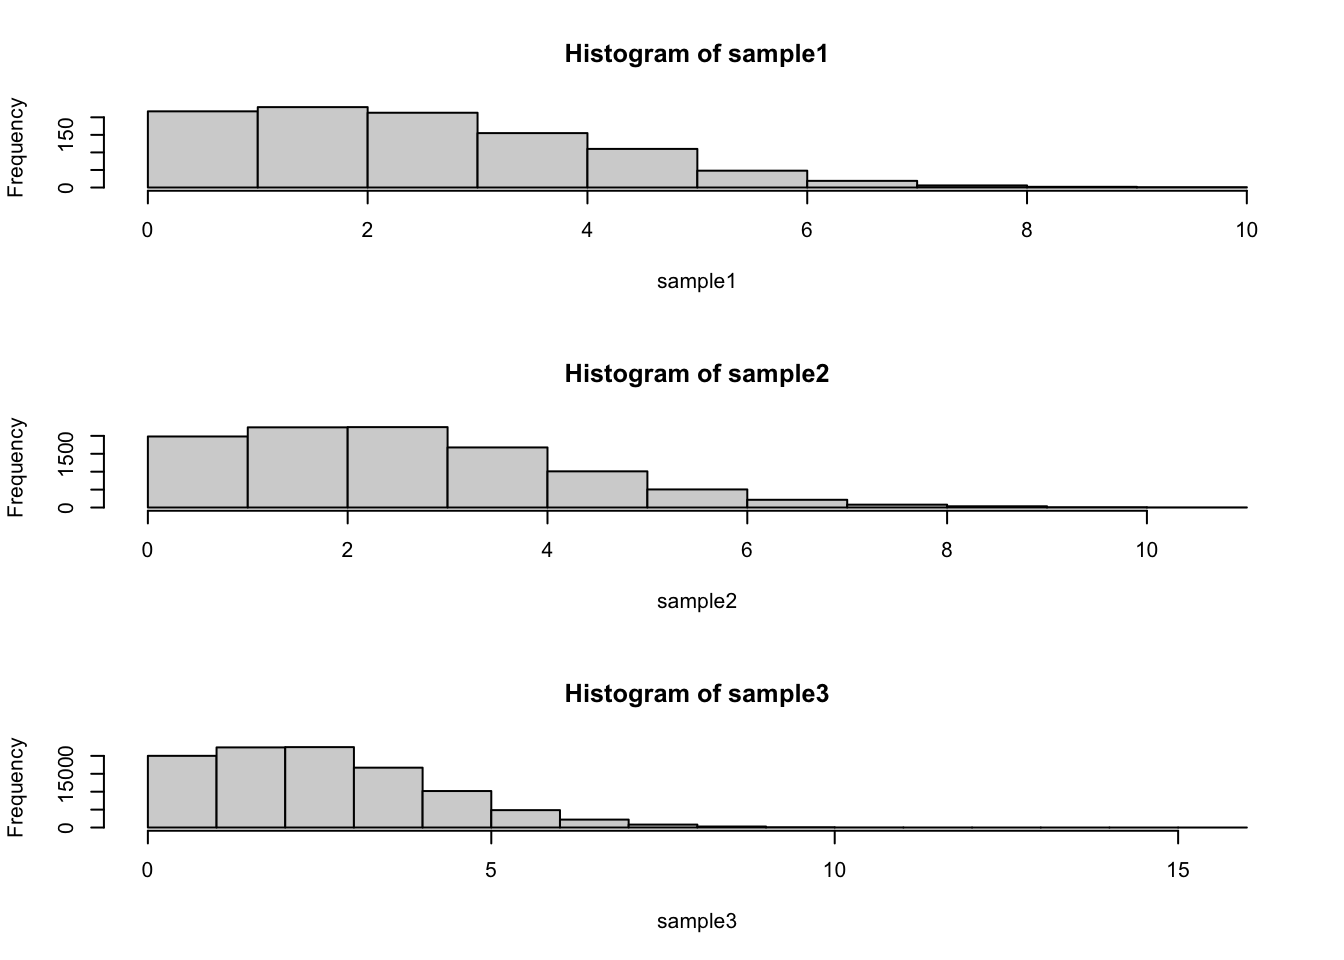 Histogram of sample1
Frequency
150
0
0 2 4 6 8 10
sample1
Histogram of sample2
Frequency
1500
0
0 2 4 6 8 10
sample2
Histogram of sample3
Frequency
15000
0
0 5 10 15
sample3